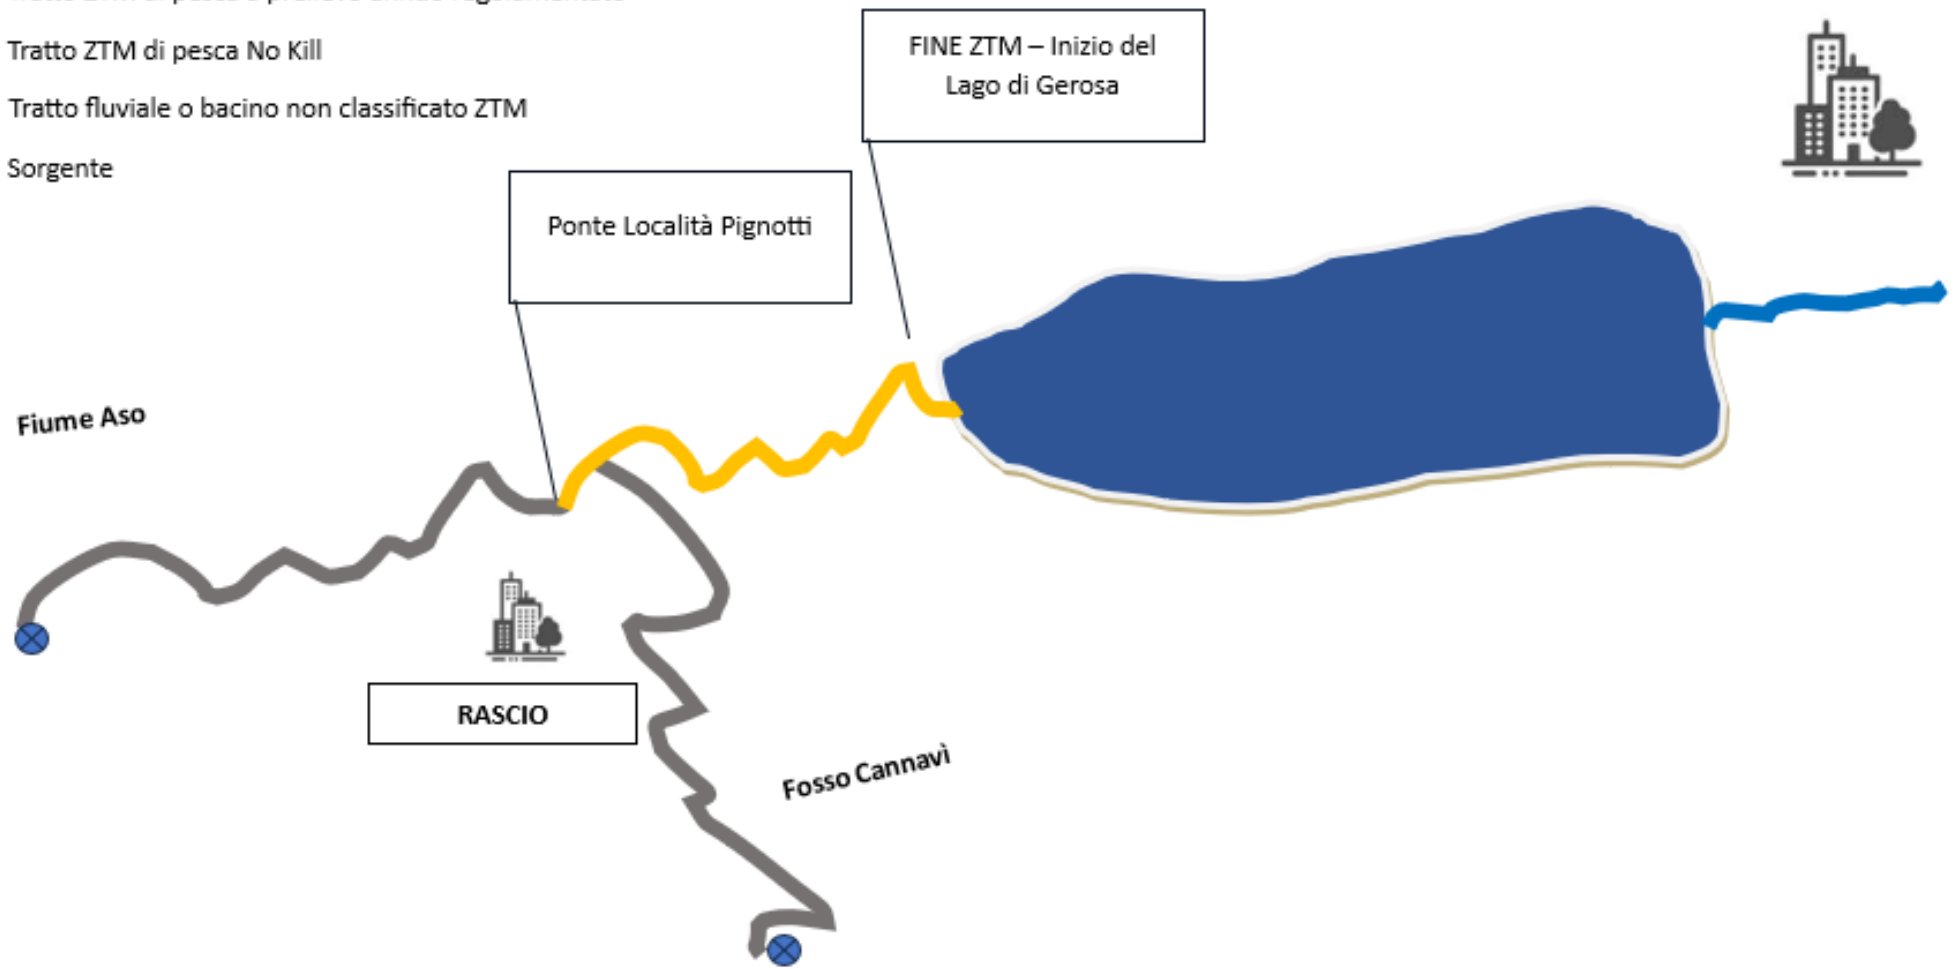 Tratto ZTM di pesca No Kill
Tratto fluviale o bacino non classificato ZTM
Sorgente
FINE ZTM – Inizio del
Lago di Gerosa
Ponte Località Pignotti
Fiume Aso
RASCIO
Fosso Cannavì